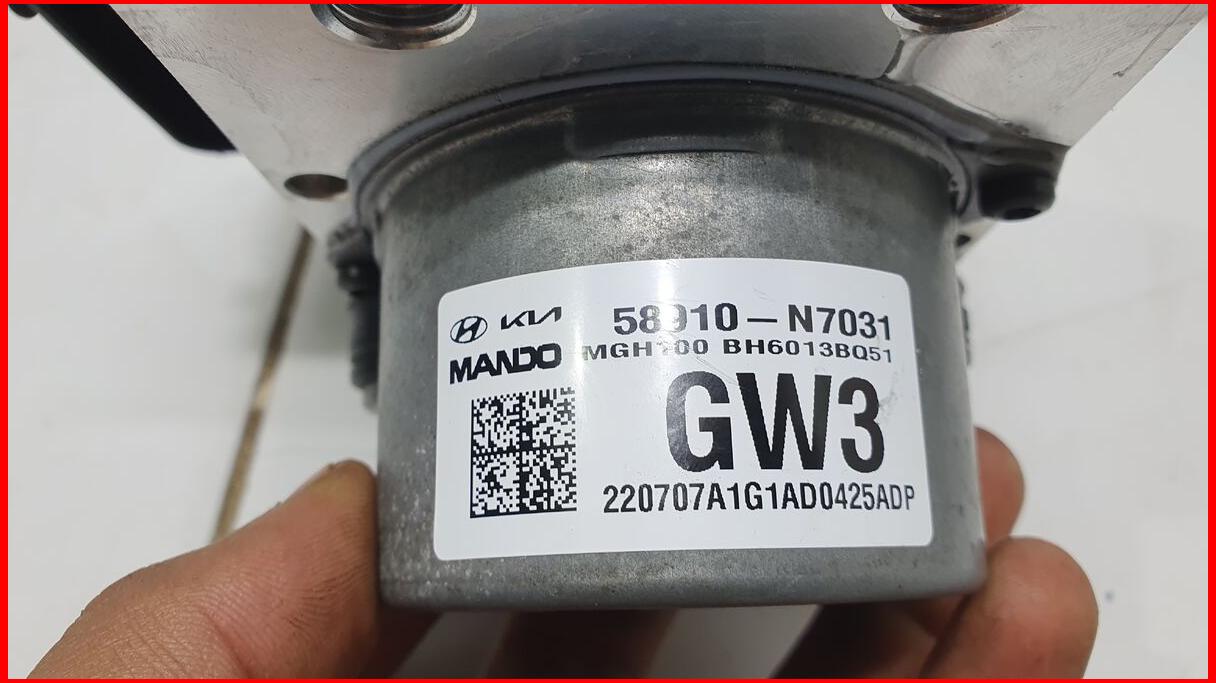 KIA 58910-N7031
MANDO MGH100 BH6013BQ51
GW3
220707A1G1AD0425ADP